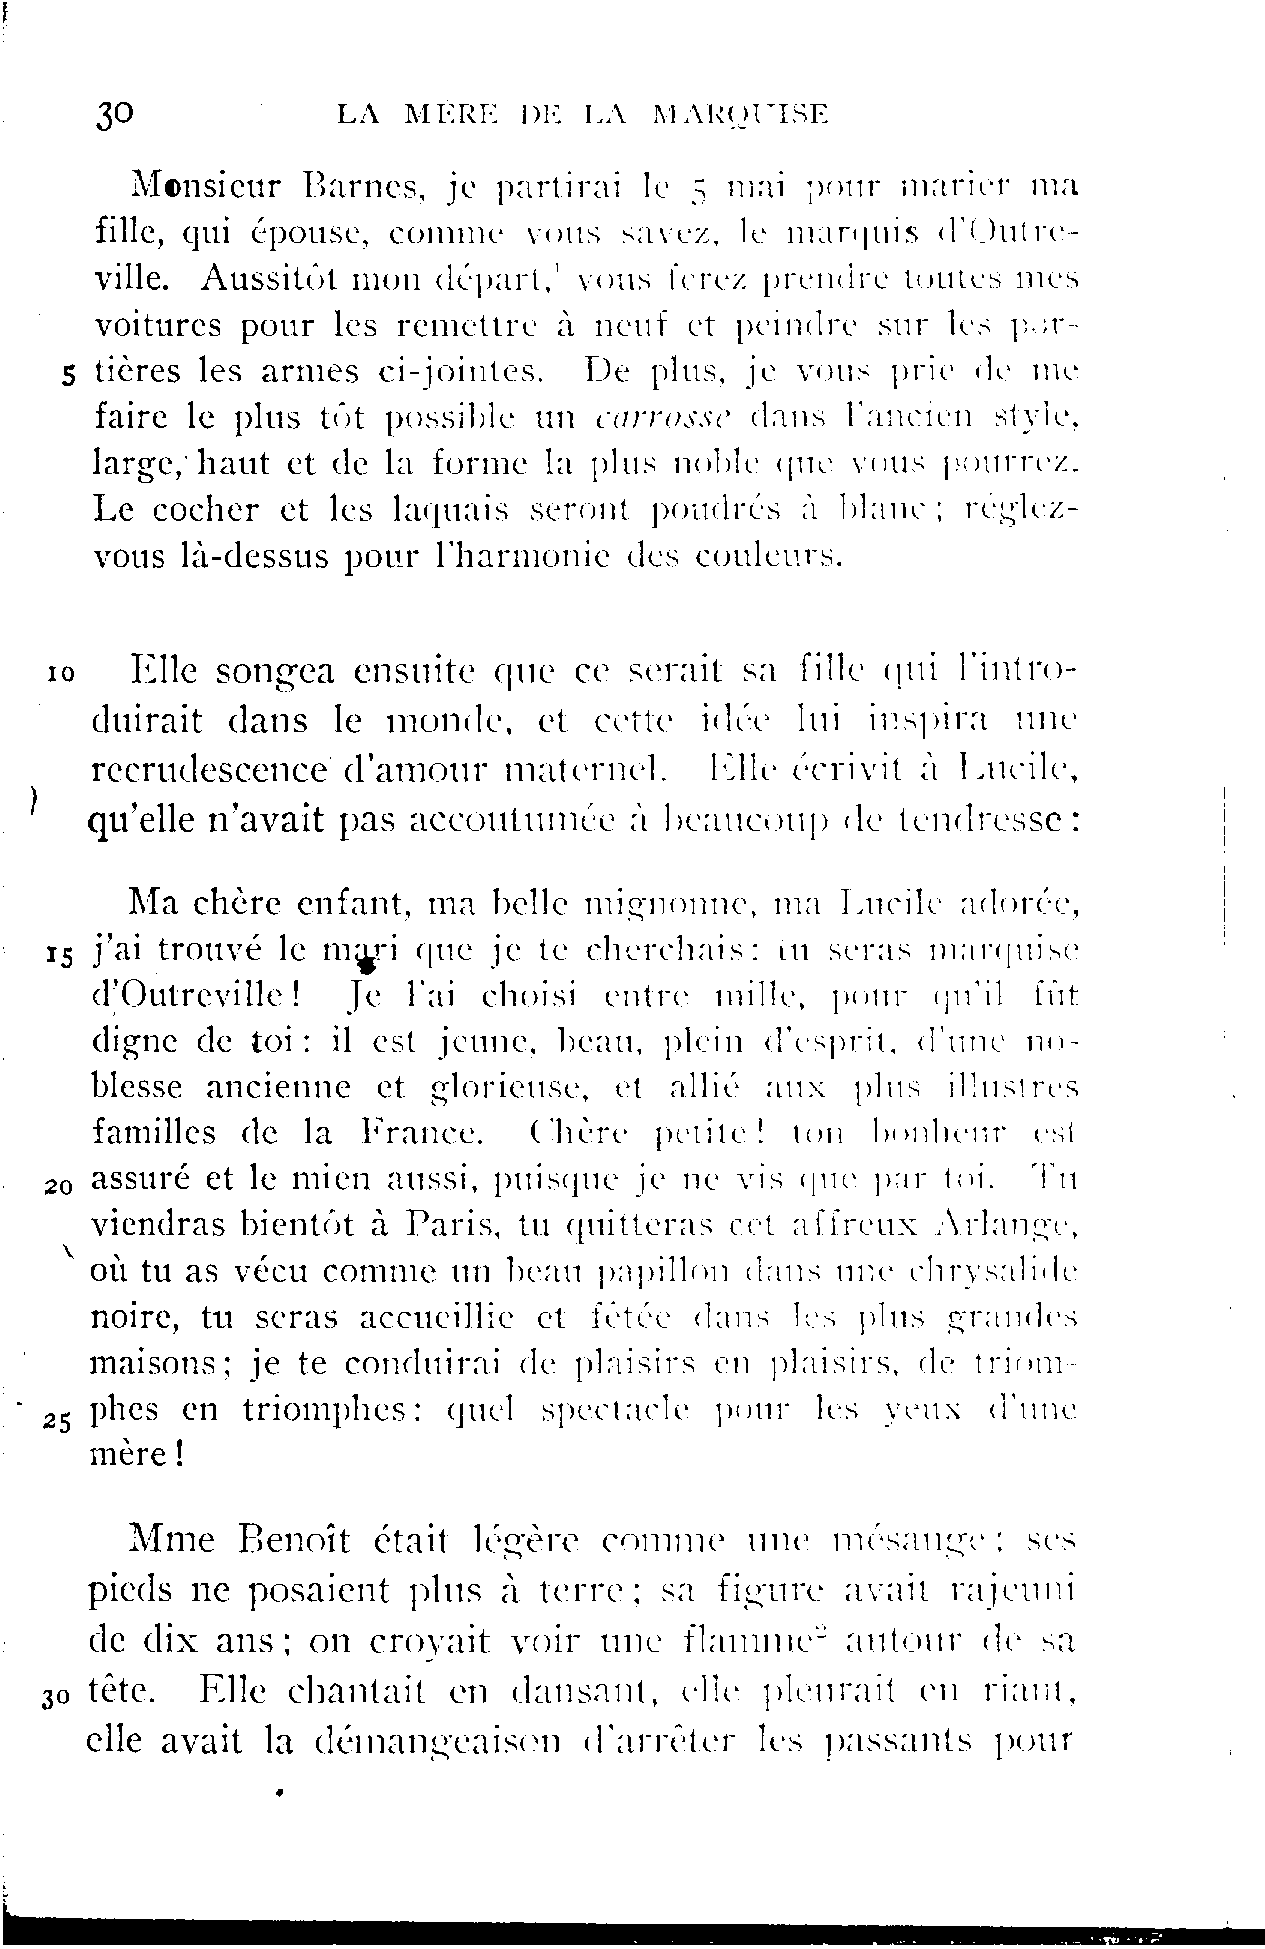 30 LA MÈRE DE LA MARQUISE
Monsieur Barnes, je partirai le 5 mai pour marier ma
fille, qui épouse, comme vous savez, le marquis d'Outre-
ville. Aussitôt mon départ,¹ vous ferez prendre toutes mes
voitures pour les remettre à neuf et peindre sur les por-
5 tières les armes ci-jointes. De plus, je vous prie de me
faire le plus tôt possible un carrosse dans l'ancien style,
large, haut et de la forme la plus noble que vous pourrez.
Le cocher et les laquais seront poudrés à blanc; réglez-
vous là-dessus pour l'harmonie des couleurs.
10 Elle songea ensuite que ce serait sa fille qui l'intro-
duirait dans le monde, et cette idée lui inspira une
recrudescence d'amour maternel. Elle écrivit à Lucile,
qu'elle n'avait pas accoutumée à beaucoup de tendresse:
Ma chère enfant, ma belle mignonne, ma Lucile adorée,
15 j'ai trouvé le mari que je te cherchais: tu seras marquise
d'Outreville! Je l'ai choisi entre mille, pour qu'il fût
digne de toi: il est jeune, beau, plein d'esprit, d'une no-
blesse ancienne et glorieuse, et allié aux plus illustres
familles de la France. Chère petite! ton bonheur est
20 assuré et le mien aussi, puisque je ne vis que par toi. Tu
viendras bientôt à Paris, tu quitteras cet affreux Arlange,
où tu as vécu comme un beau papillon dans une chrysalide
noire, tu seras accueillie et fêtée dans les plus grandes
maisons; je te conduirai de plaisirs en plaisirs, de triom-
25 phes en triomphes: quel spectacle pour les yeux d'une
mère!
Mme Benoît était légère comme une mésange; ses
pieds ne posaient plus à terre; sa figure avait rajeuni
de dix ans; on croyait voir une flamme² autour de sa
30 tête. Elle chantait en dansant, elle pleurait en riant,
elle avait la démangeaison d'arrêter les passants pour